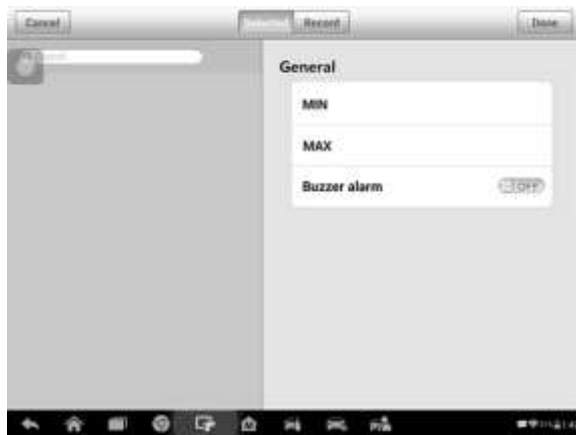 Cancel
Selected
Record
Done
General
MIN
MAX
Buzzer alarm
OFF